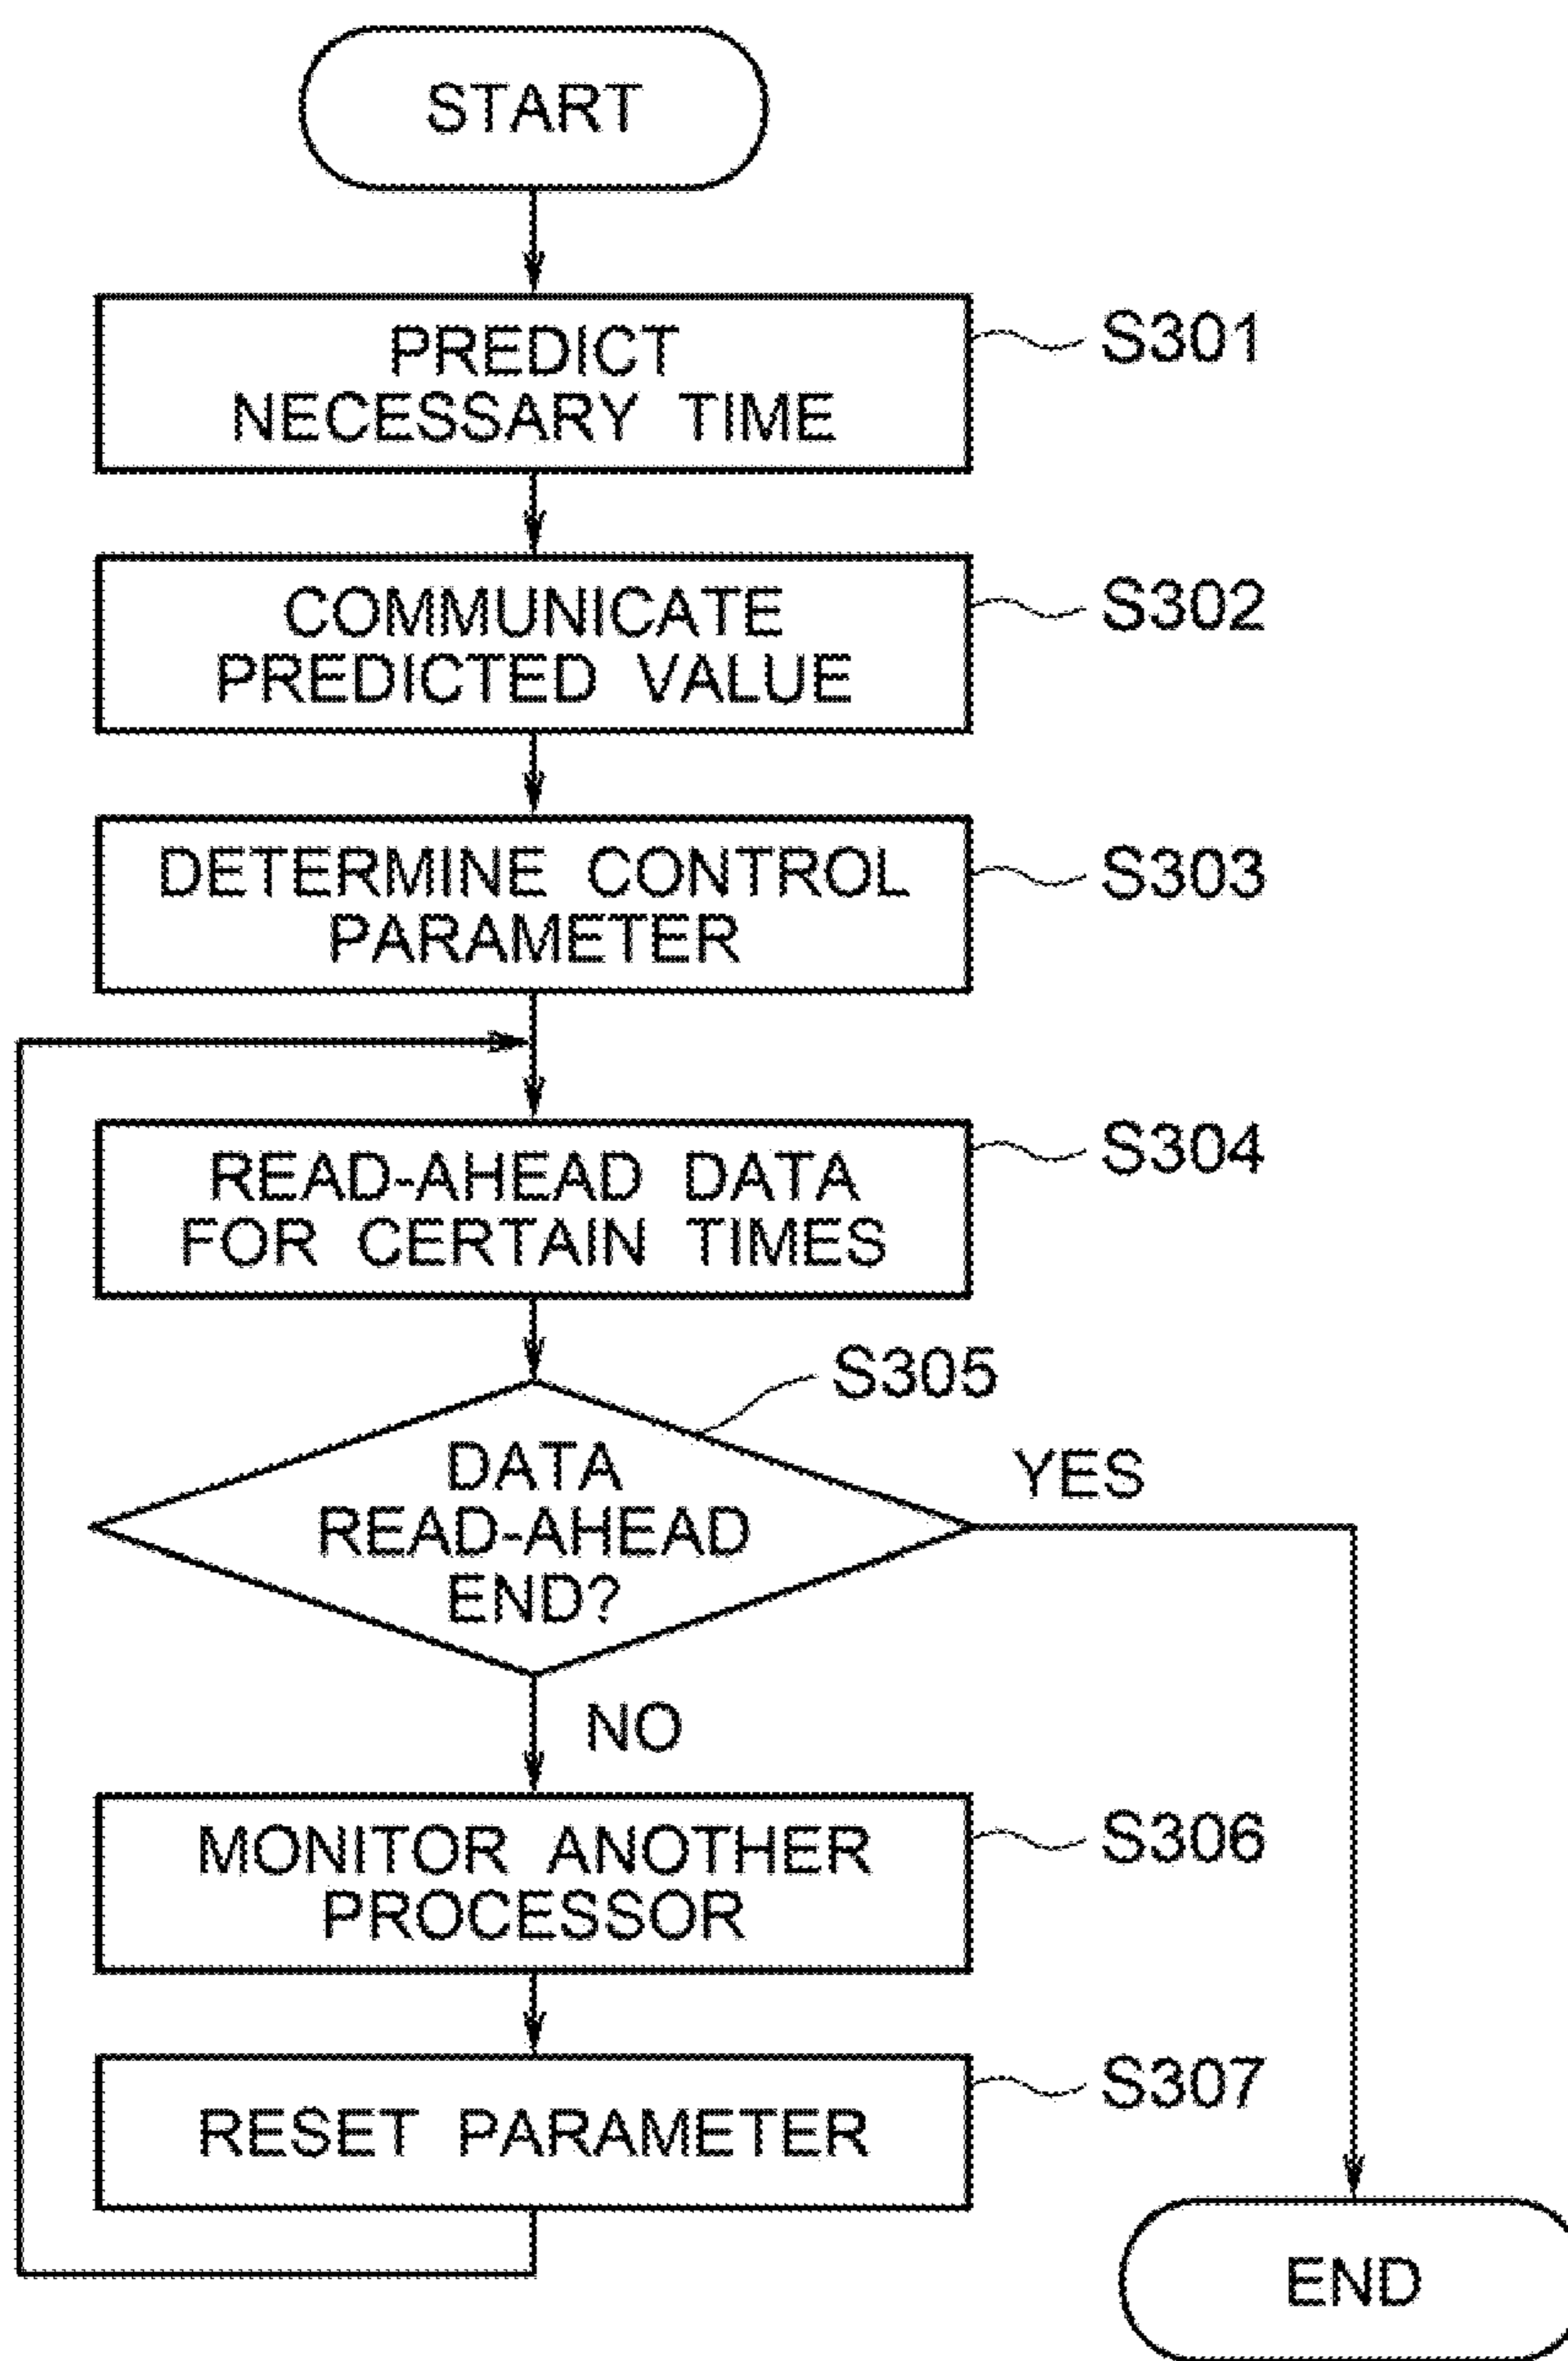 START
PREDICT
NECESSARY TIME
S301
COMMUNICATE
PREDICTED VALUE
S302
DETERMINE CONTROL
PARAMETER
S303
READ-AHEAD DATA
FOR CERTAIN TIMES
S304
S305
DATA
READ-AHEAD
END?
YES
NO
MONITOR ANOTHER
PROCESSOR
S306
RESET PARAMETER
S307
END